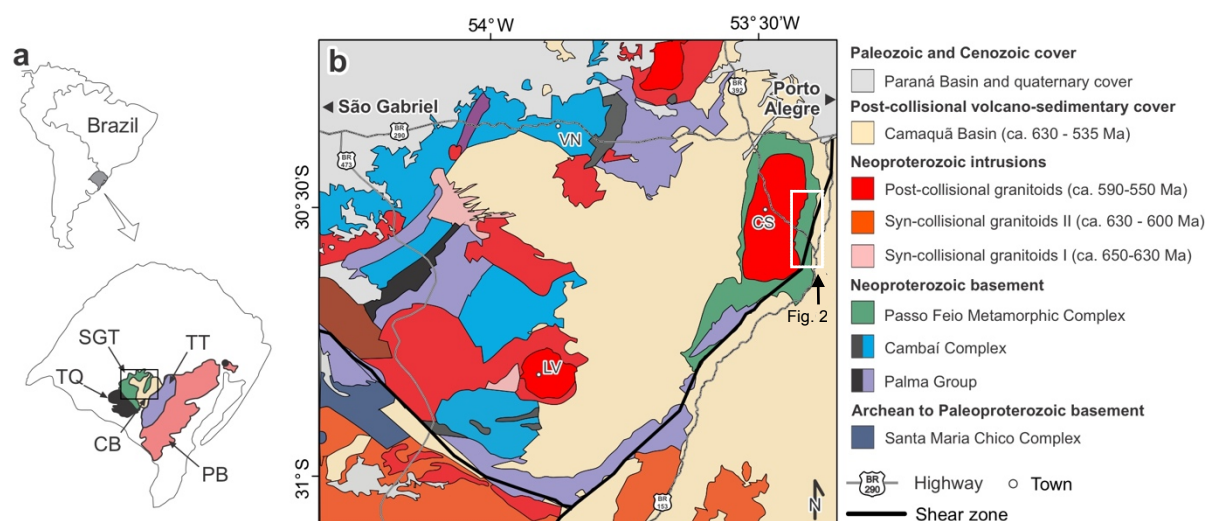 a
Brazil
SGT
TT
TQ
CB
PB
54°W
53°30'W
b
São Gabriel
BR
290
BR
473
VN
BR
392
Porto
Alegre
30°30'S
CS
Fig. 2
LV
31°S
BR
153
N
Paleozoic and Cenozoic cover
Paraná Basin and quaternary cover
Post-collisional volcano-sedimentary cover
Camaquã Basin (ca. 630 - 535 Ma)
Neoproterozoic intrusions
Post-collisional granitoids (ca. 590-550 Ma)
Syn-collisional granitoids II (ca. 630 - 600 Ma)
Syn-collisional granitoids I (ca. 650-630 Ma)
Neoproterozoic basement
Passo Feio Metamorphic Complex
Cambaí Complex
Palma Group
Archean to Paleoproterozoic basement
Santa Maria Chico Complex
BR
290
Highway
Town
Shear zone